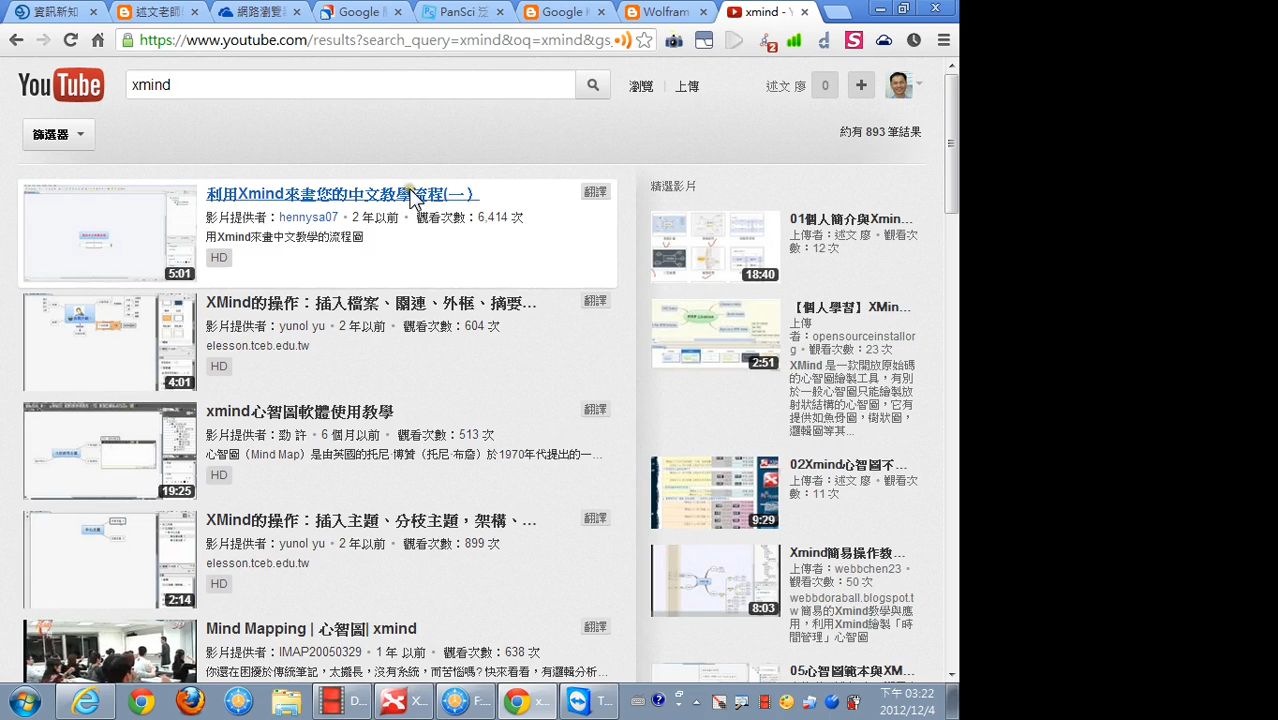 資訊新知
述文老師
網路瀏覽
Google
PanSci 泛
Google
Wolfram
xmind - Y
https://www.youtube.com/results?search_query=xmind&oq=xmind&gs_
2
YouTube
xmind
瀏覽
上傳
述文 廖
0
篩選器
約有 893 筆結果
利用Xmind來畫您的中文教學流程(一)
翻譯
影片提供者：hennysa07 • 2 年以前 • 觀看次數：6,414 次
用Xmind來畫中文教學的流程圖
HD
5:01
XMind的操作：插入檔案、關連、外框、摘要...
翻譯
影片提供者：yunol yu • 2 年以前 • 觀看次數：604 次
elesson.tceb.edu.tw
HD
4:01
xmind心智圖軟體使用教學
翻譯
影片提供者：勁 許 • 6 個月以前 • 觀看次數：513 次
心智圖（Mind Map）是由英國的托尼·博贊（托尼·布詹）於1970年代提出的一...
HD
19:25
XMind的操作：插入主題、分枝主題，架構、...
翻譯
影片提供者：yunol yu • 2 年以前 • 觀看次數：899 次
elesson.tceb.edu.tw
HD
2:14
Mind Mapping | 心智圖| xmind
翻譯
影片提供者：IMAP20050329 • 1 年以前 • 觀看次數：638 次
你還在困擾於傳統筆記，太攏長，沒有系統，而苦惱嗎? 快來看看，有邏輯分析...
精選影片
01個人簡介與Xmin...
上傳者：述文 廖 • 觀看次
數：12 次
18:40
【個人學習】XMin...
上傳
者：opensourceinstallor
g • 觀看次數：23 次
XMind 是一款開放原始碼
的心智圖繪製工具，有別
於一般心智圖只能繪製放
射狀結構的心智圖，它有
提供如魚骨圖，樹狀圖，
邏輯圖等其...
2:51
02Xmind心智圖不...
上傳者：述文 廖 • 觀看次
數：11 次
9:29
Xmind簡易操作教...
上傳者：webbchen23 •
觀看次數：50 次
webbdoraball.blogspot.t
w 簡易的Xmind教學與應
用，利用Xmind繪製「時
間管理」心智圖
8:03
05心智圖範本與XM...
D...
X...
F...
x...
T...
下午 03:22
2012/12/4